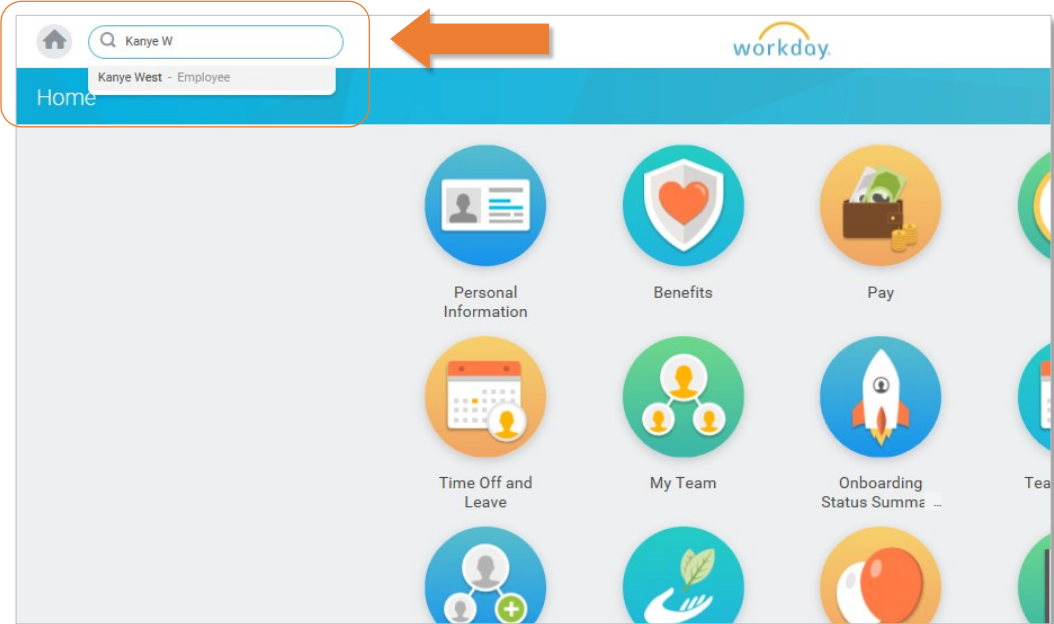 Kanye W
workday.
Kanye West - Employee
Home
Personal
Information
Benefits
Pay
Time Off and
Leave
My Team
Onboarding
Status Summa ...
Tea